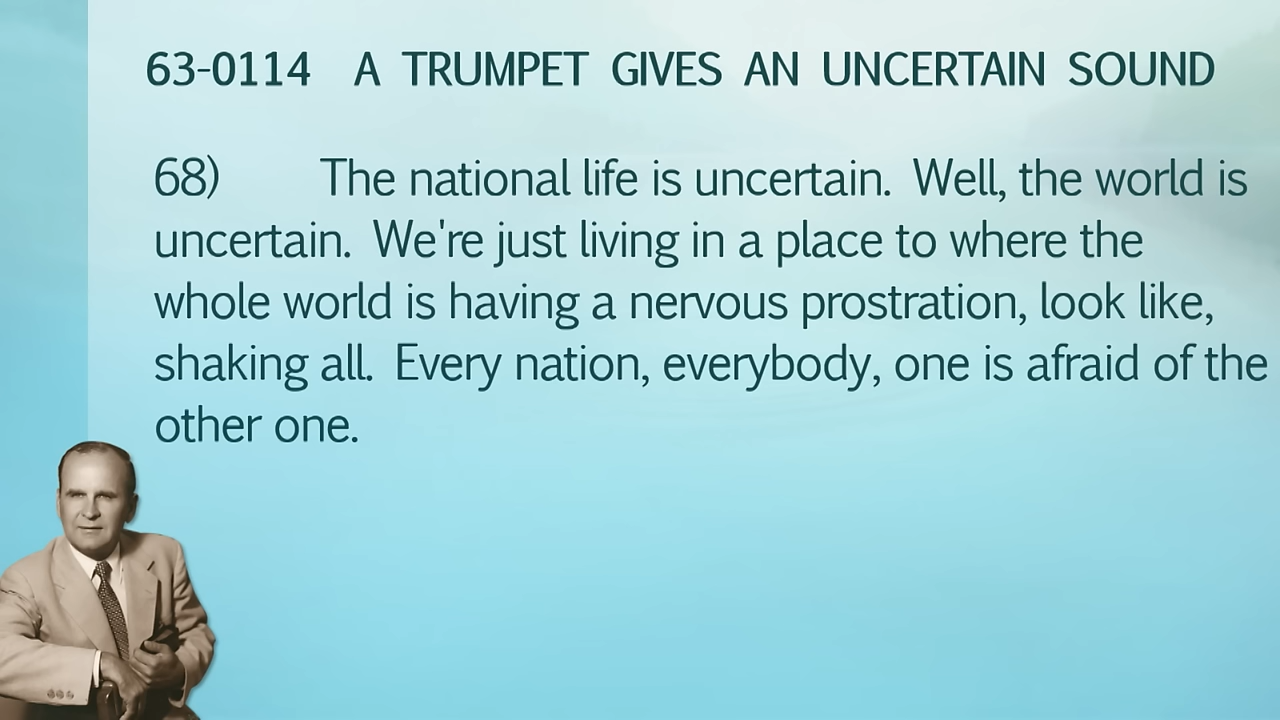 63-0114 A TRUMPET GIVES AN UNCERTAIN SOUND
68) The national life is uncertain. Well, the world is
uncertain. We're just living in a place to where the
whole world is having a nervous prostration, look like,
shaking all. Every nation, everybody, one is afraid of the
other one.